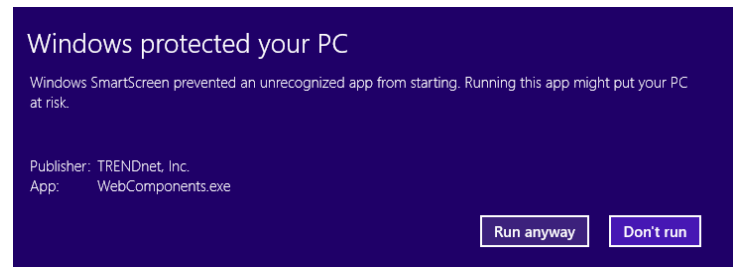 Windows protected your PC
Windows SmartScreen prevented an unrecognized app from starting. Running this app might put your PC
at risk.
Publisher: TRENDnet, Inc.
App: WebComponents.exe
Run anyway Don't run